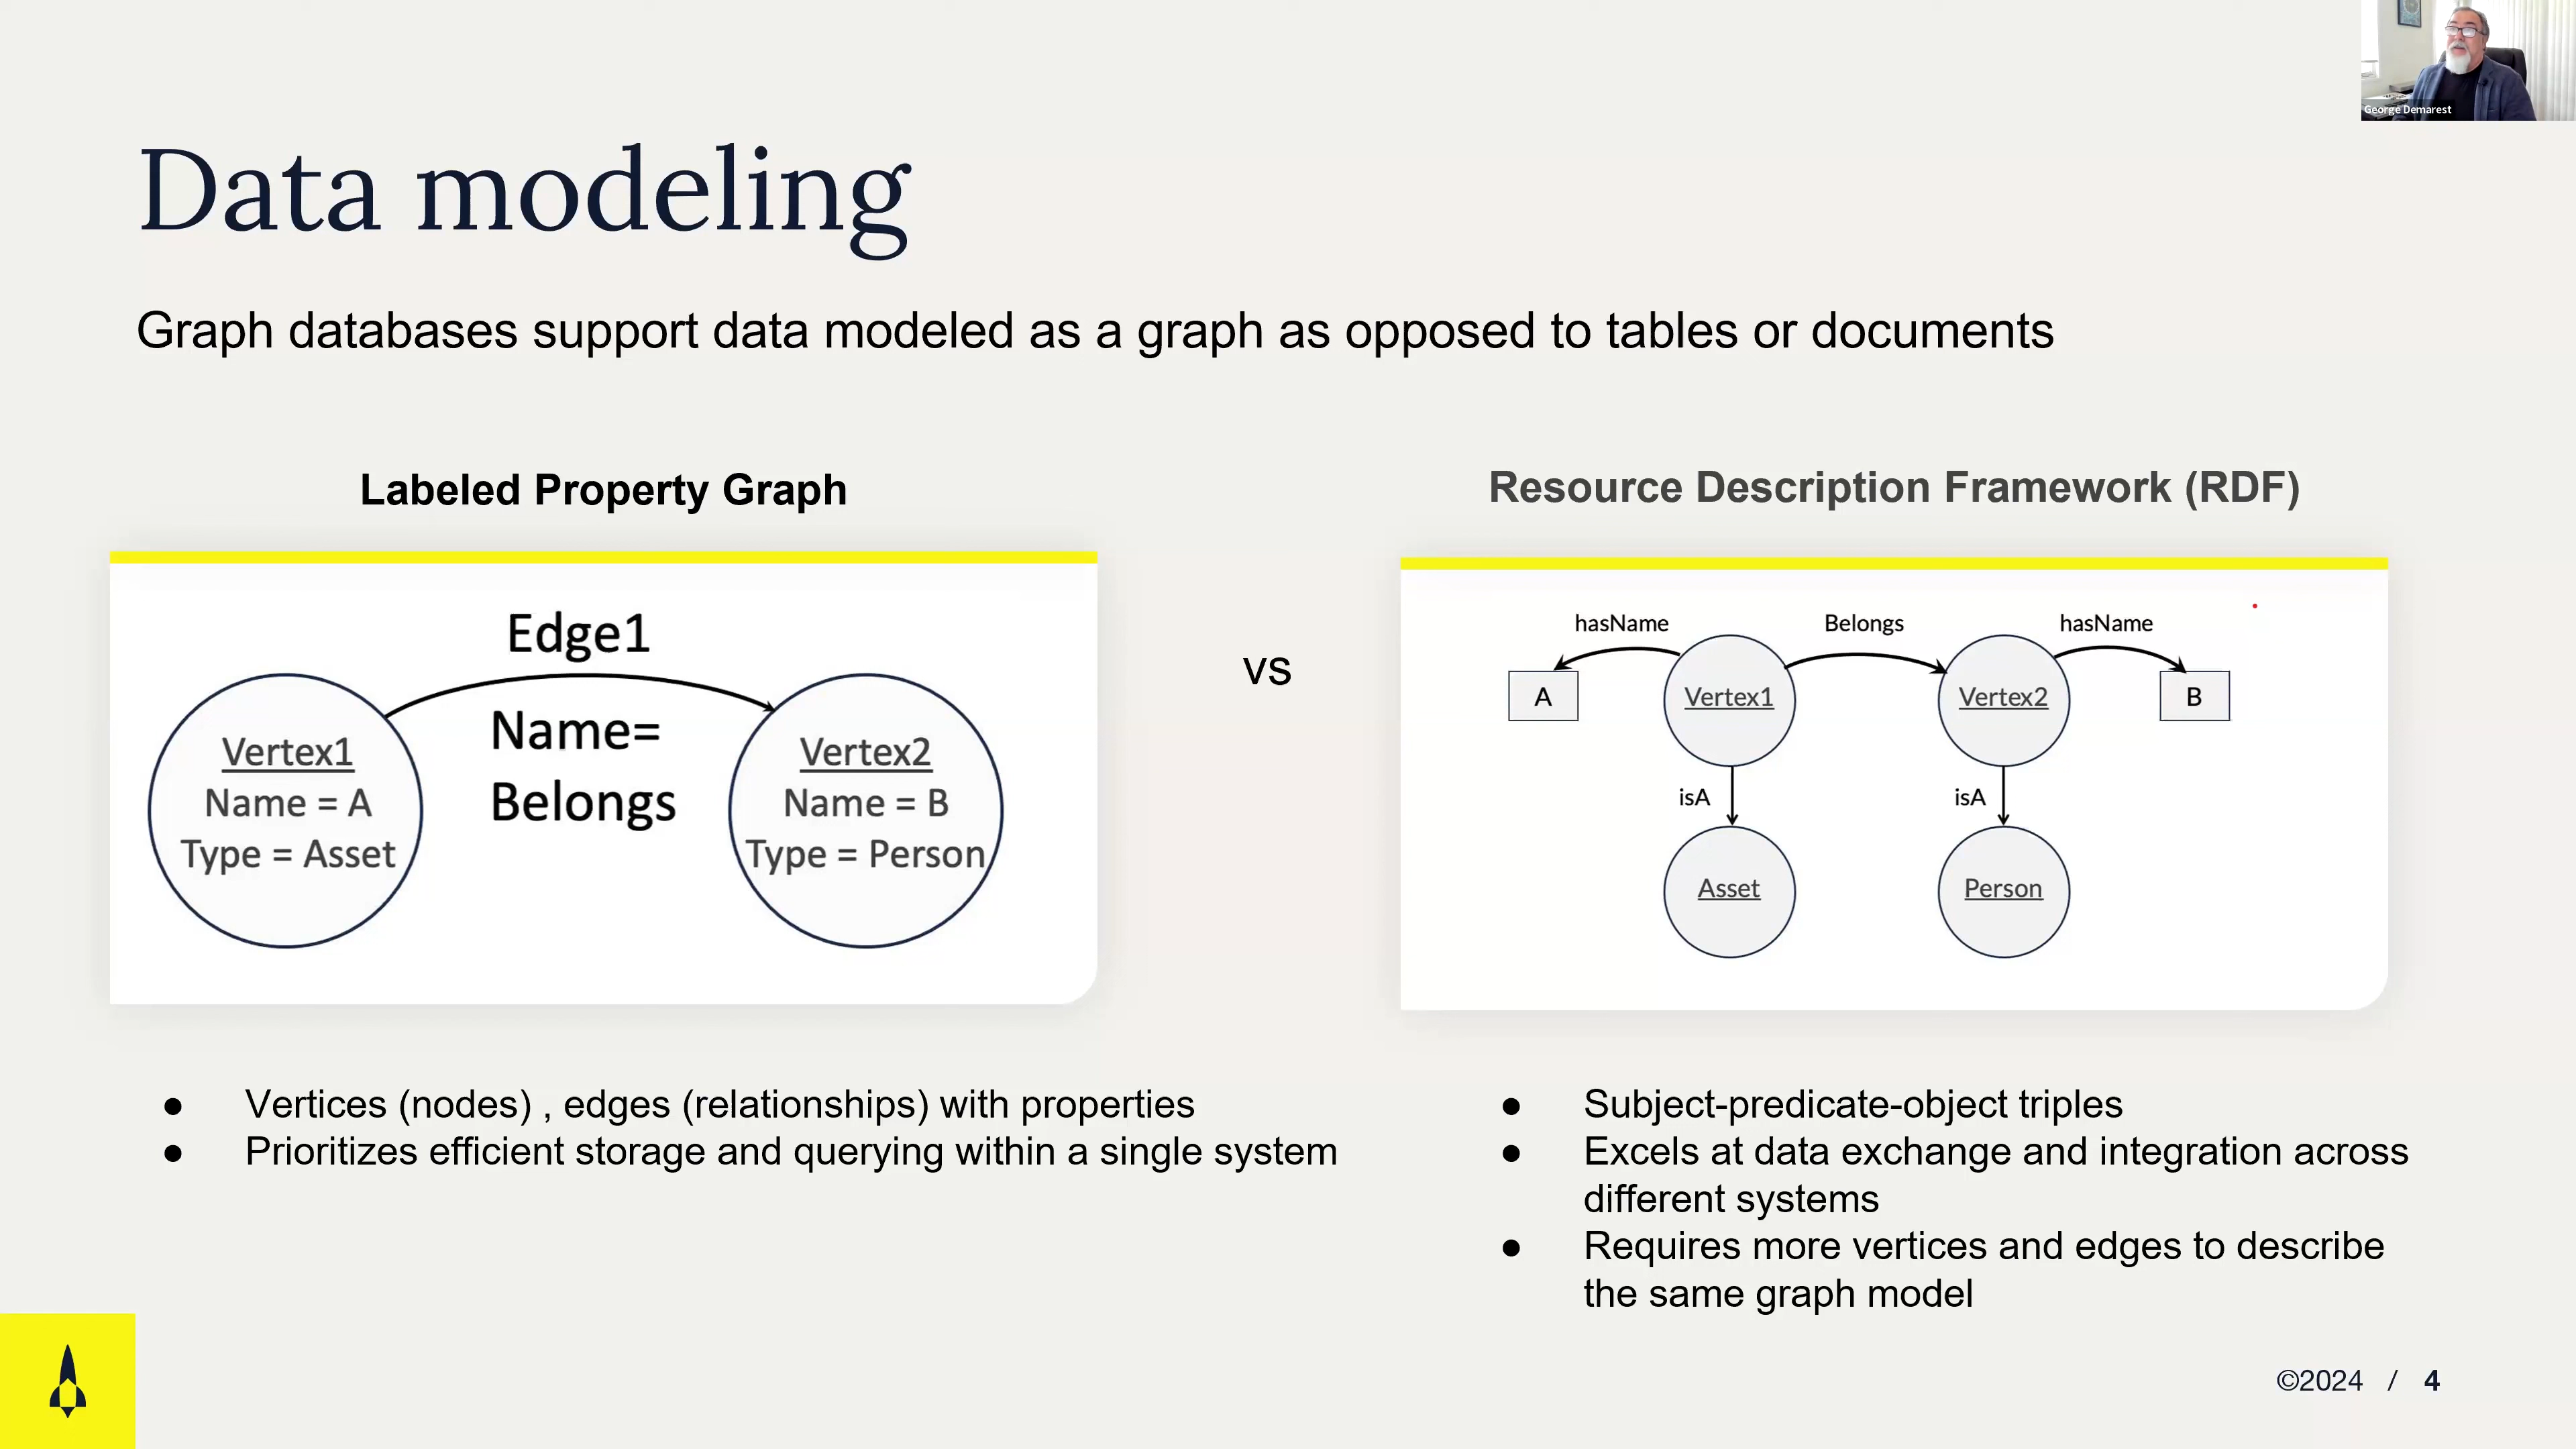 George Demarest
Data modeling
Graph databases support data modeled as a graph as opposed to tables or documents
Labeled Property Graph
Edge1
Vertex1
Name = A
Type = Asset
Name=
Belongs
Vertex2
Name = B
Type = Person
vs
Resource Description Framework (RDF)
hasName
Belongs
hasName
A
Vertex1
Vertex2
B
isA
isA
Asset
Person
● Vertices (nodes) , edges (relationships) with properties
● Prioritizes efficient storage and querying within a single system
● Subject-predicate-object triples
● Excels at data exchange and integration across
different systems
● Requires more vertices and edges to describe
the same graph model
©2024 / 4